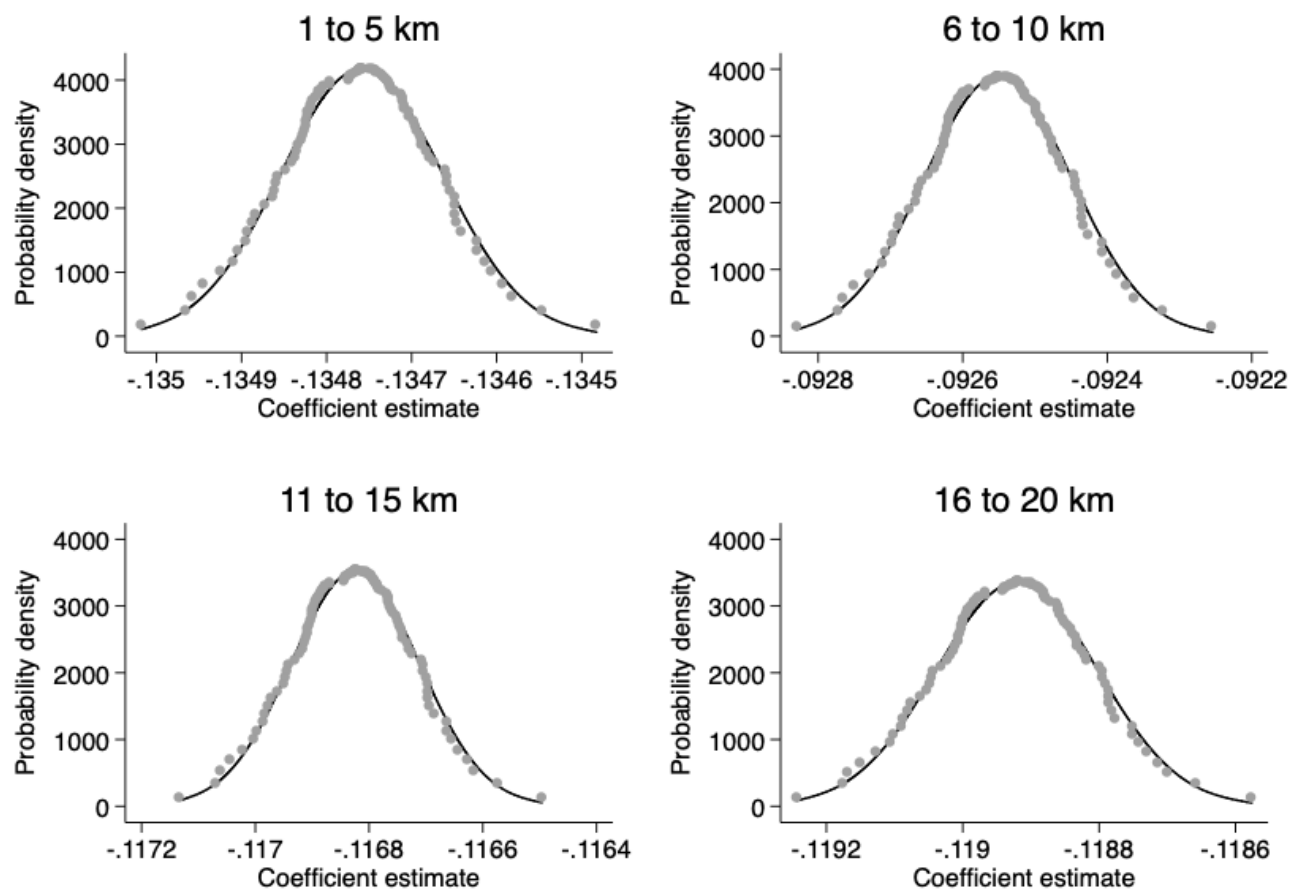 1 to 5 km
Probability density
4000
3000
2000
1000
0
-.135 -.1349 -.1348 -.1347 -.1346 -.1345
Coefficient estimate
6 to 10 km
Probability density
4000
3000
2000
1000
0
-.0928 -.0926 -.0924 -.0922
Coefficient estimate
11 to 15 km
Probability density
4000
3000
2000
1000
0
-.1172 -.117 -.1168 -.1166 -.1164
Coefficient estimate
16 to 20 km
Probability density
4000
3000
2000
1000
0
-.1192 -.119 -.1188 -.1186
Coefficient estimate